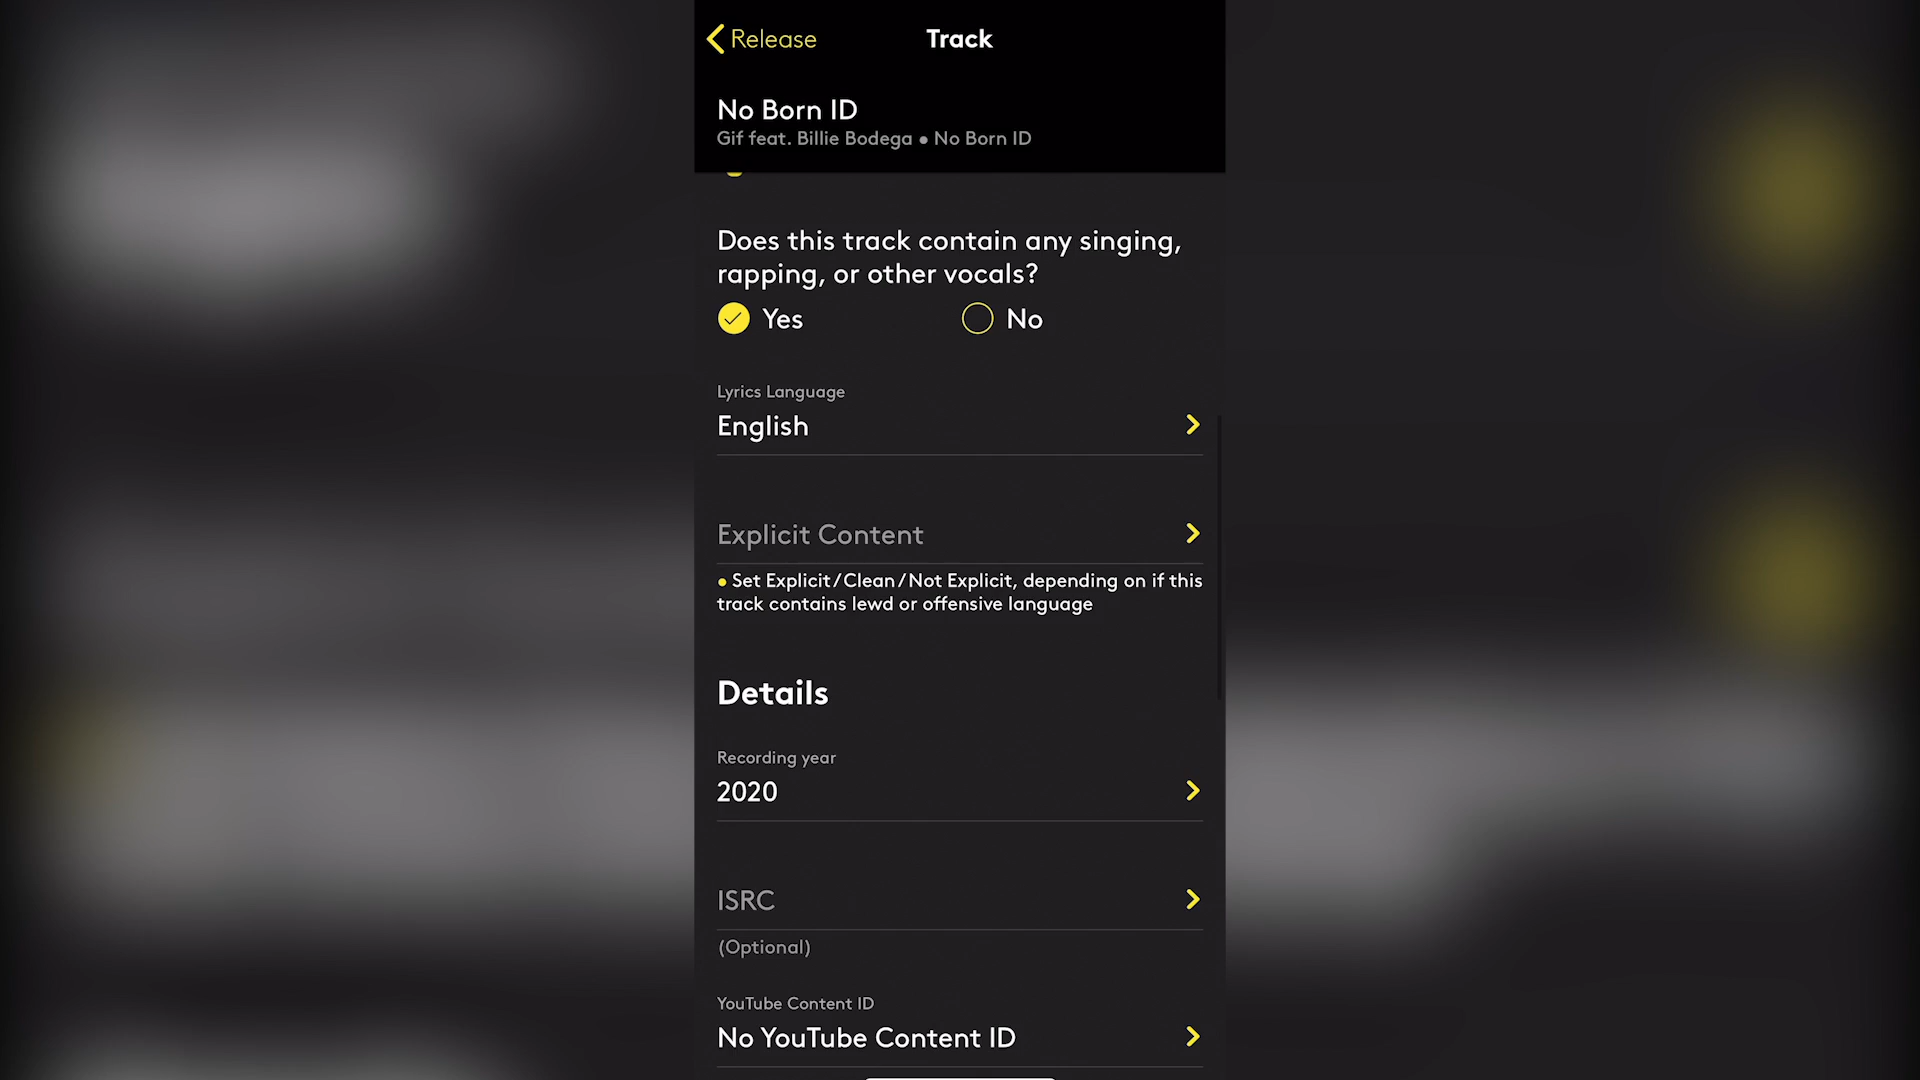 Release
Track
No Born ID
Gif feat. Billie Bodega • No Born ID
Does this track contain any singing,
rapping, or other vocals?
Yes
No
Lyrics Language
English
Explicit Content
• Set Explicit/Clean/Not Explicit, depending on if this
track contains lewd or offensive language
Details
Recording year
2020
ISRC
(Optional)
YouTube Content ID
No YouTube Content ID